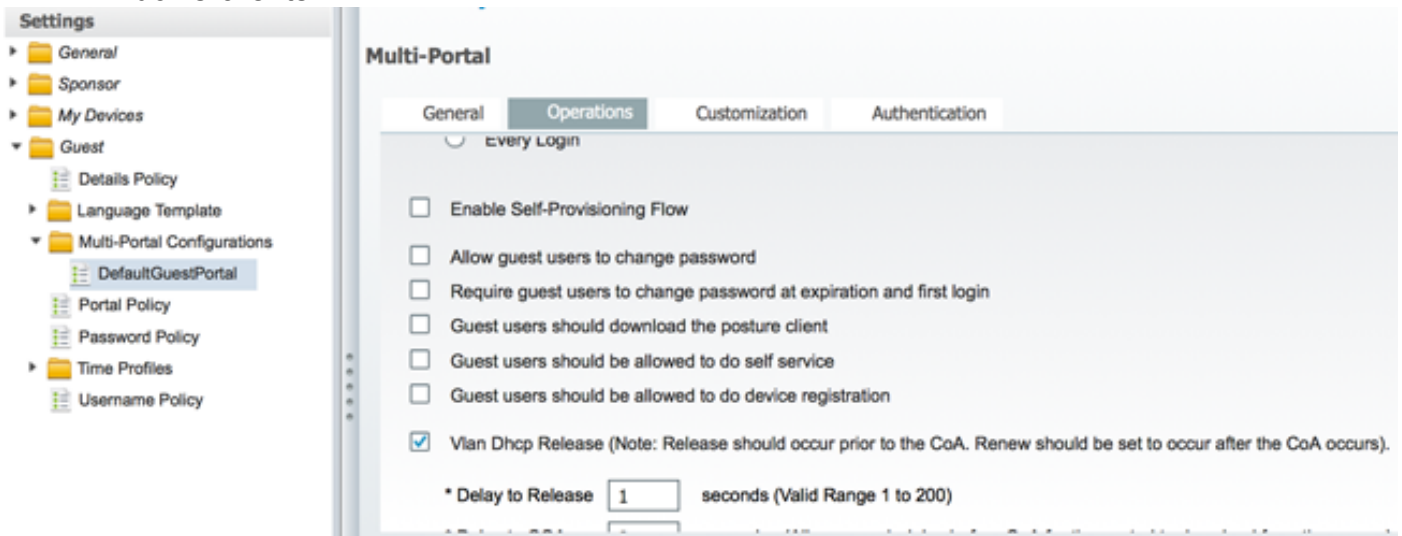 Settings
General
Sponsor
My Devices
Guest
Details Policy
Language Template
Multi-Portal Configurations
DefaultGuestPortal
Portal Policy
Password Policy
Time Profiles
Username Policy
Multi-Portal
General Operations Customization Authentication
Every Login
Enable Self-Provisioning Flow
Allow guest users to change password
Require guest users to change password at expiration and first login
Guest users should download the posture client
Guest users should be allowed to do self service
Guest users should be allowed to do device registration
Vlan Dhcp Release (Note: Release should occur prior to the CoA. Renew should be set to occur after the CoA occurs).
* Delay to Release 1 seconds (Valid Range 1 to 200)